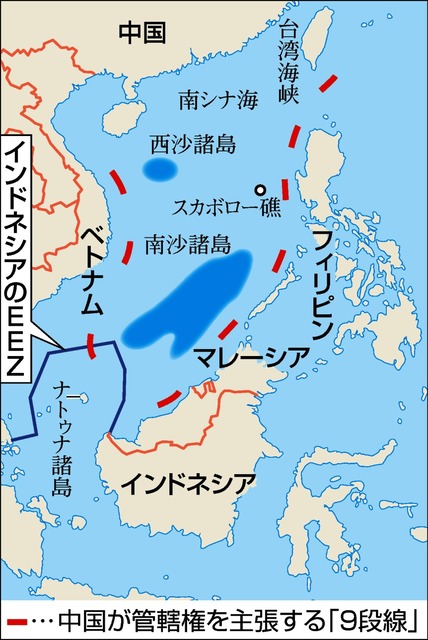 中国
台湾海峡
南シナ海
西沙諸島
スカボロー礁
南沙諸島
ベトナム
フィリピン
インドネシアのEEZ
マレーシア
ナトゥナ諸島
インドネシア
…中国が管轄権を主張する「9段線」